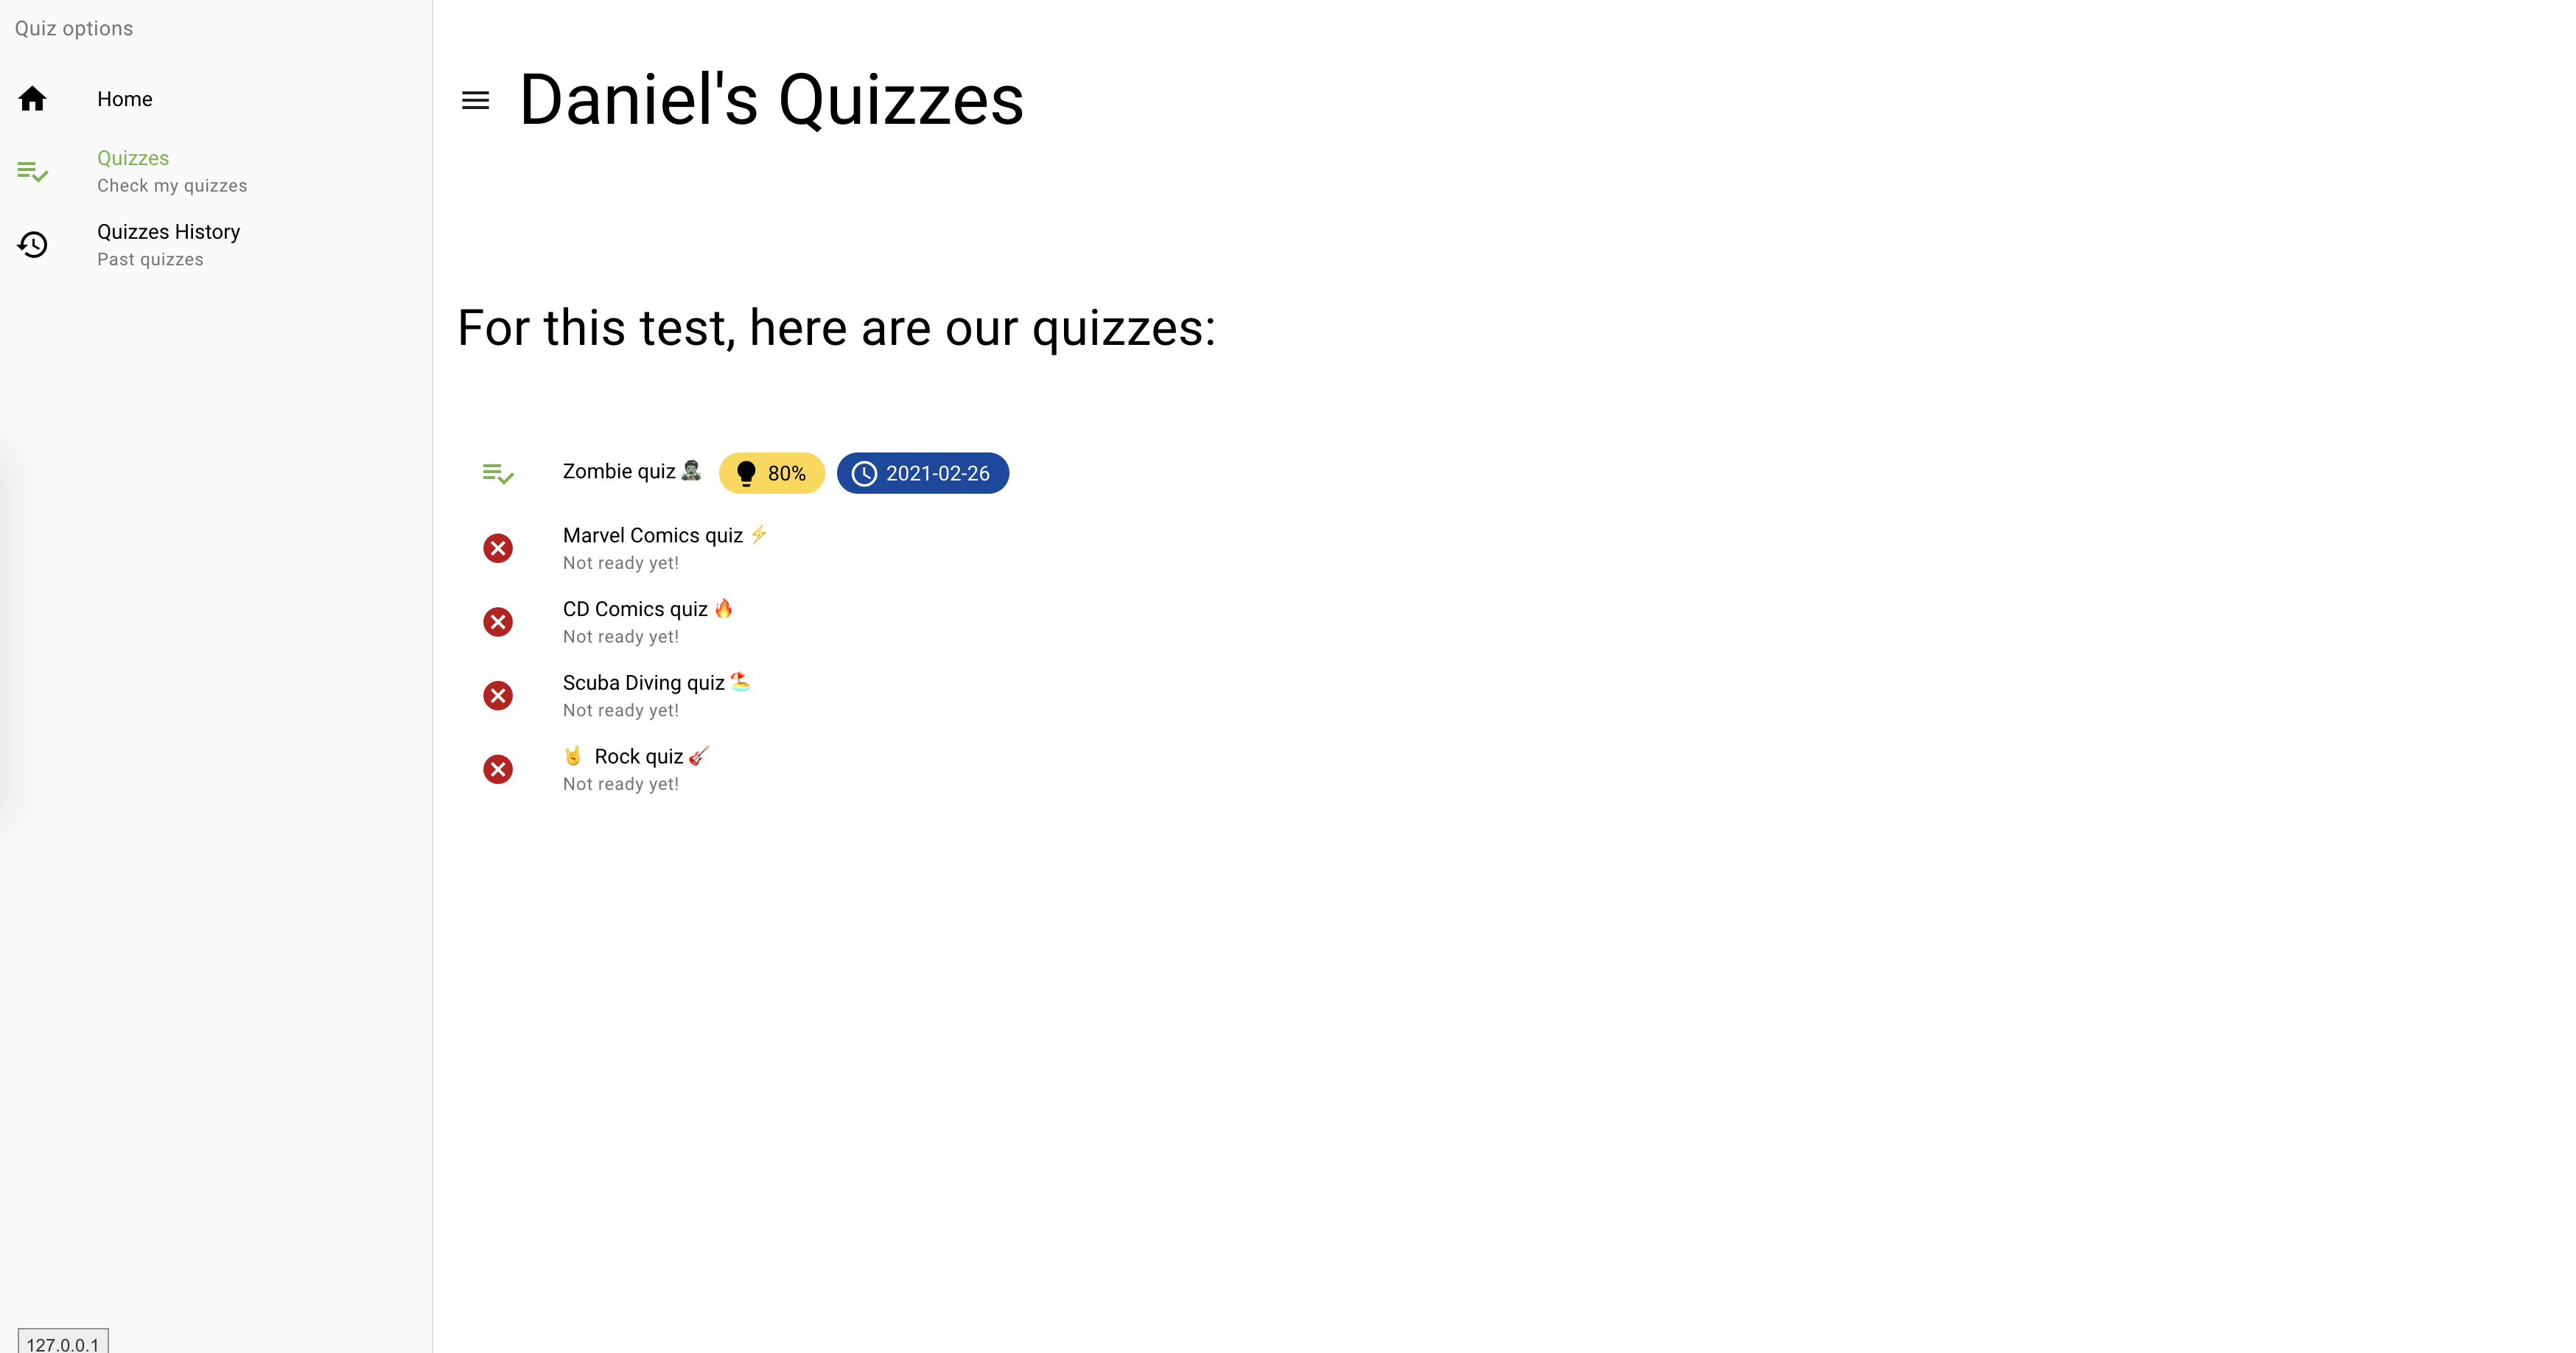 Quiz options
Home
Quizzes
Check my quizzes
Quizzes History
Past quizzes
Daniel's Quizzes
For this test, here are our quizzes:
Zombie quiz 🧟 80% 2021-02-26
Marvel Comics quiz ⚡
Not ready yet!
CD Comics quiz 🔥
Not ready yet!
Scuba Diving quiz 🏖️
Not ready yet!
🤘 Rock quiz 🎸
Not ready yet!
127.0.0.1